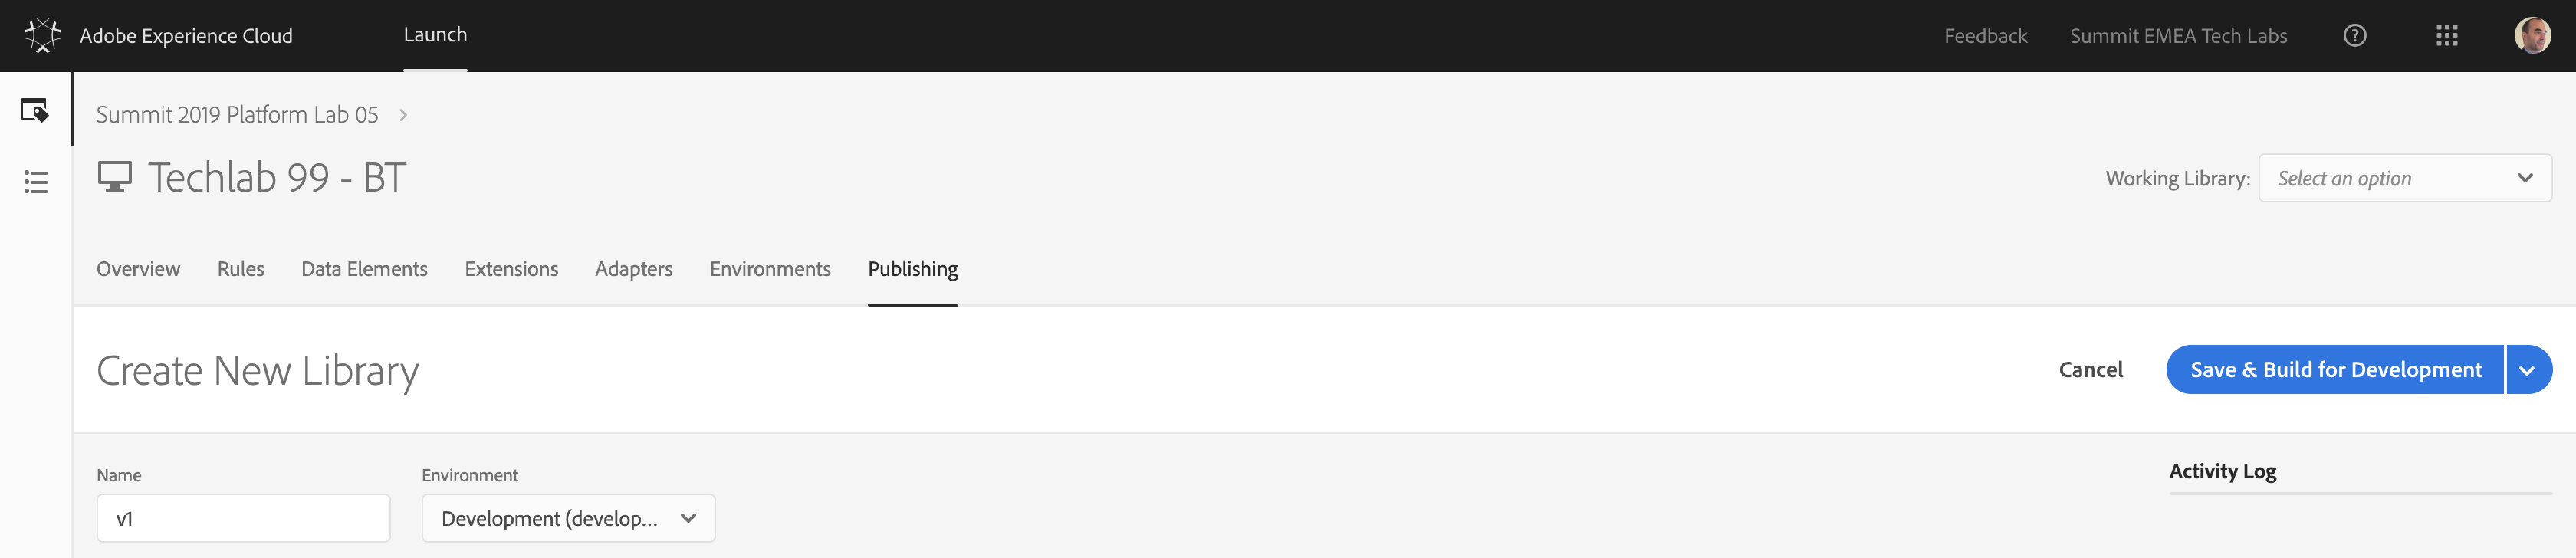 Adobe Experience Cloud Launch Feedback Summit EMEA Tech Labs ?
Summit 2019 Platform Lab 05 >
Techlab 99 - BT
Working Library: Select an option
Overview Rules Data Elements Extensions Adapters Environments Publishing
Create New Library Cancel Save & Build for Development
Name Environment Activity Log
v1 Development (develop...